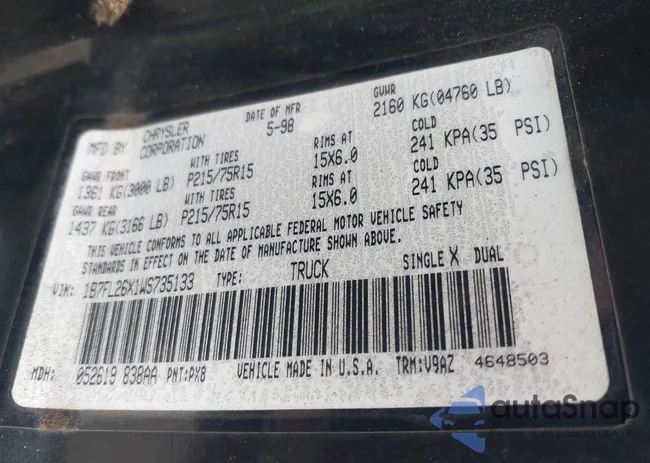 MFD BY CHRYSLER CORPORATION DATE OF MFR 5-98 GVWR 2160 KG(04760 LB)
GAWR FRONT WITH TIRES RIMS AT COLD
1361 KG(3000 LB) P215/75R15 15X6.0 241 KPA(35 PSI)
GAWR REAR WITH TIRES RIMS AT COLD
1437 KG(3166 LB) P215/75R15 15X6.0 241 KPA(35 PSI)
THIS VEHICLE CONFORMS TO ALL APPLICABLE FEDERAL MOTOR VEHICLE SAFETY
STANDARDS IN EFFECT ON THE DATE OF MANUFACTURE SHOWN ABOVE.
VIN: 1B7FL26X1WS735133 TYPE: TRUCK SINGLE X DUAL
MDH: 052619 838AA PNT:PX8 VEHICLE MADE IN U.S.A. TRM:V9AZ 4648503
autoSnap